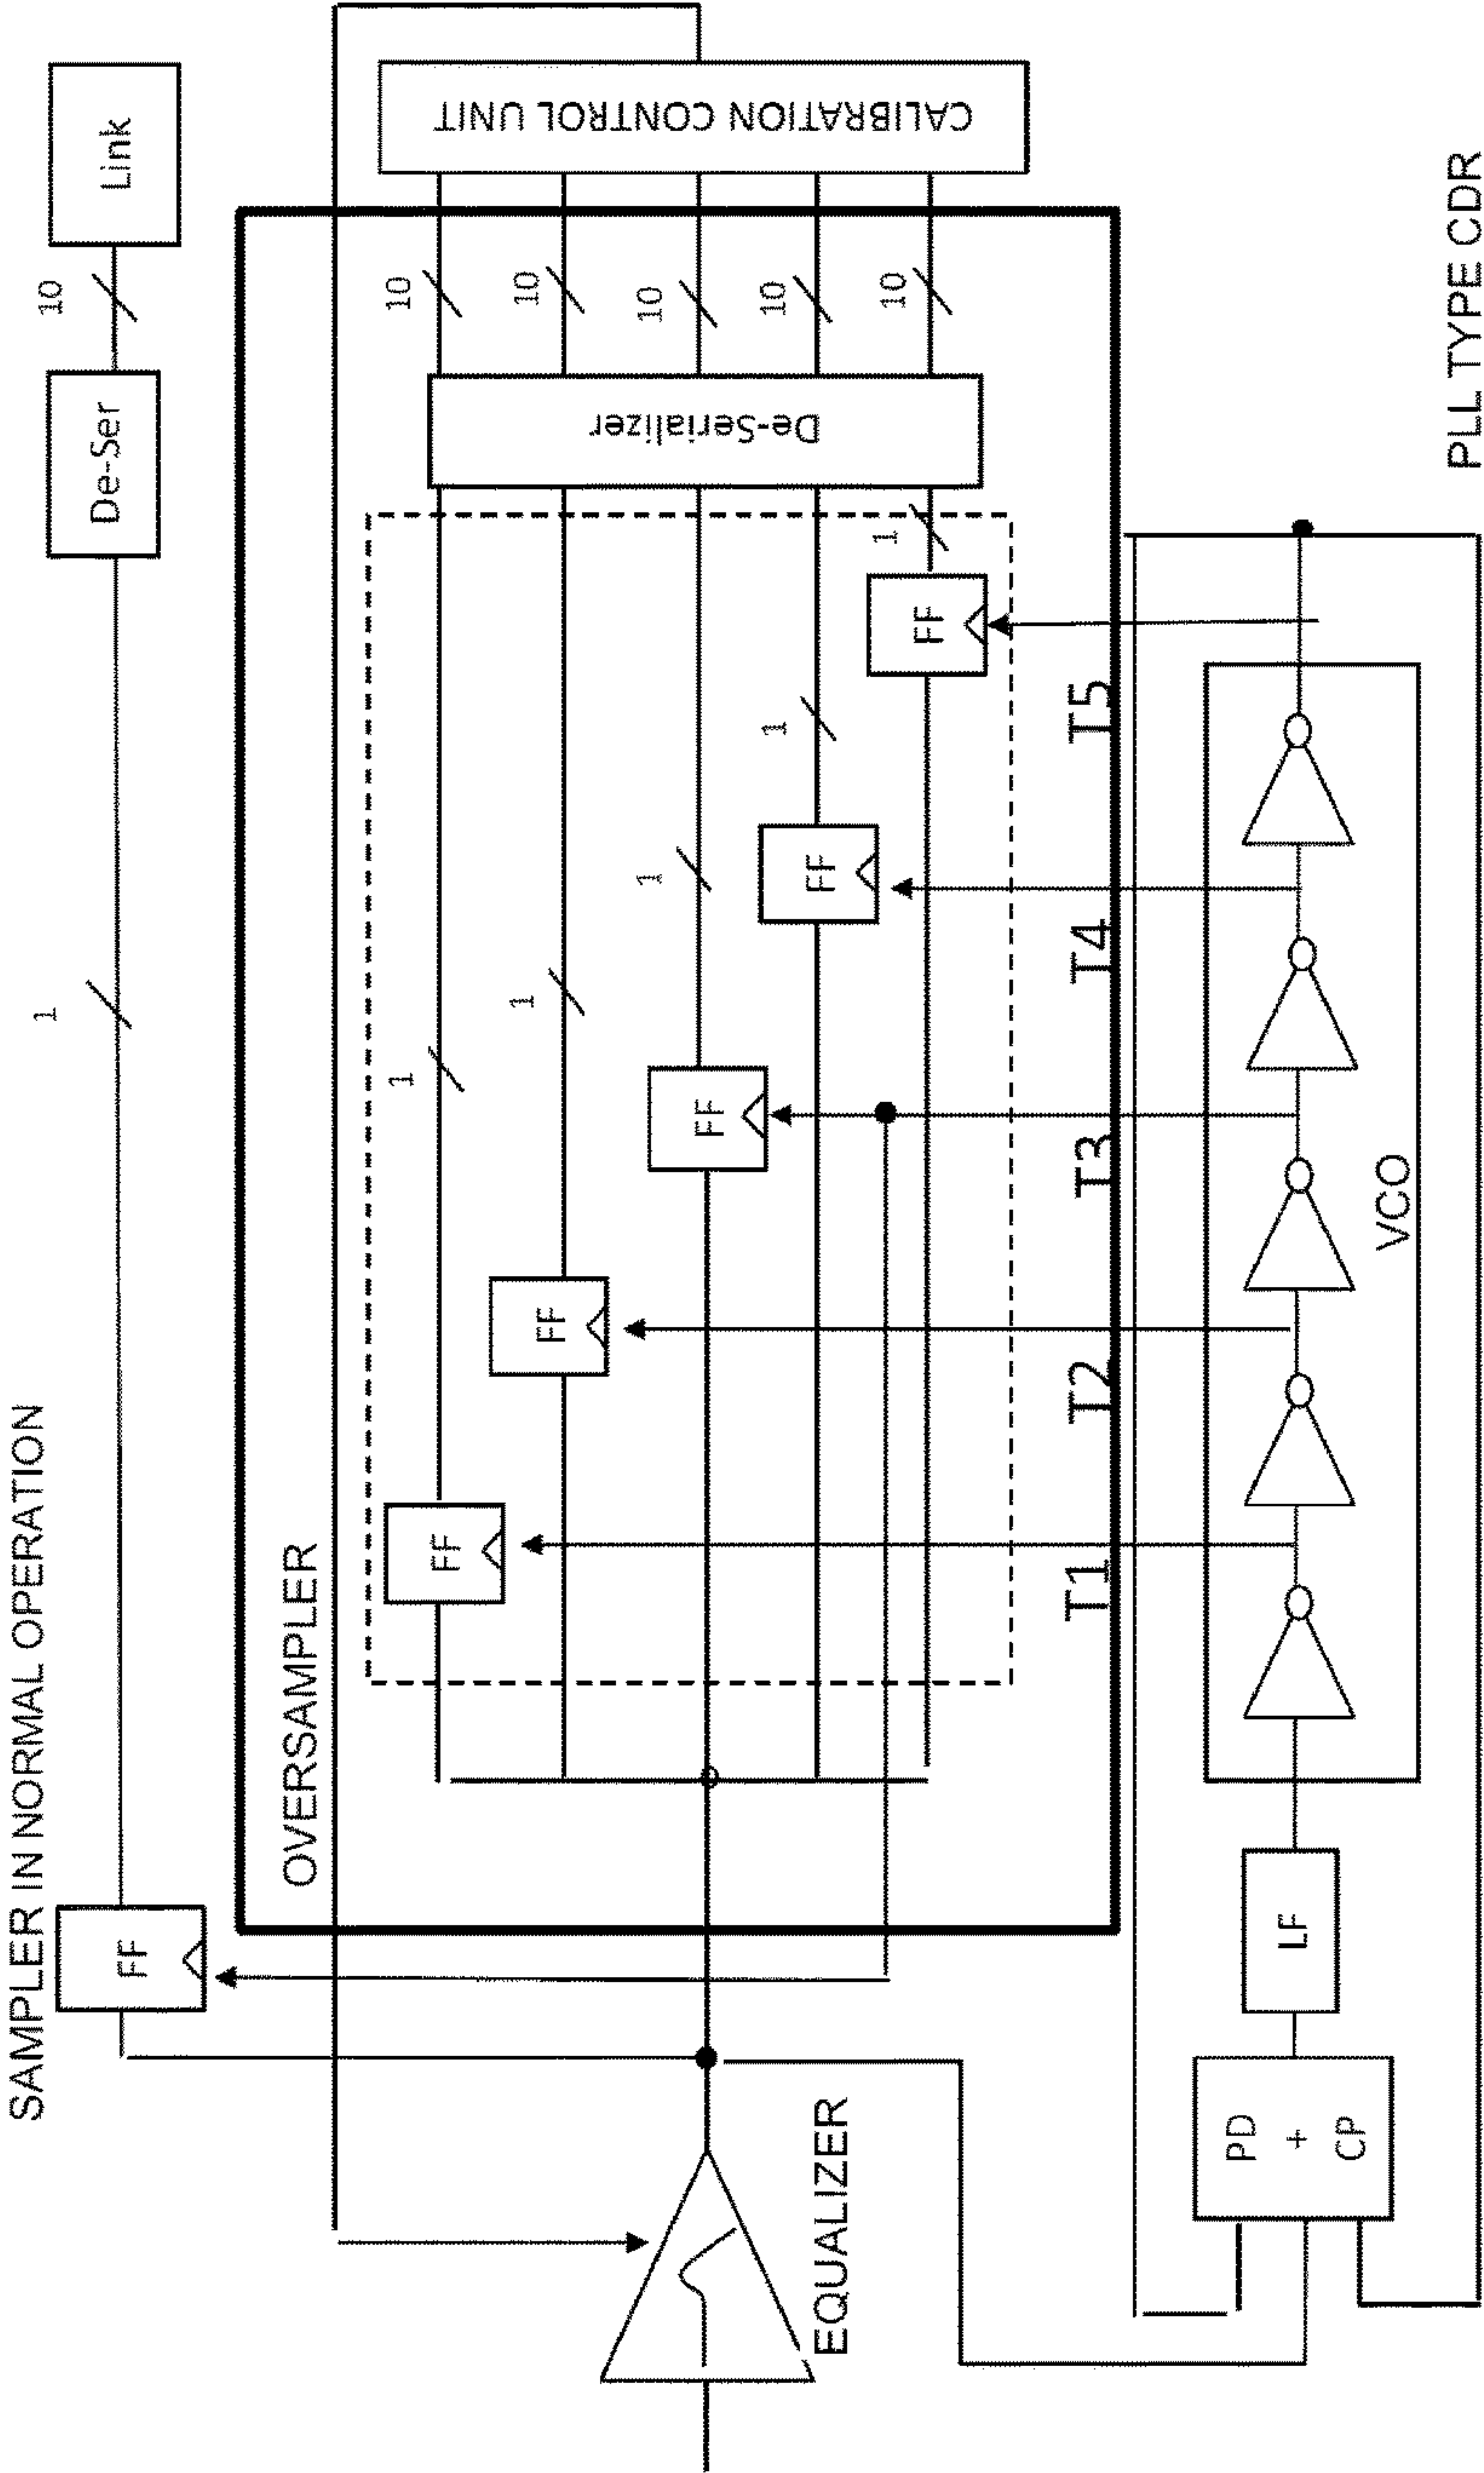 SAMPLER IN NORMAL OPERATION
FF
1
De-Ser
10
Link
OVERSAMPLER
FF
1
10
FF
1
10
FF
1
10
FF
1
10
FF
1
10
De-Serializer
CALIBRATION CONTROL UNIT
EQUALIZER
T1
T2
T3
T4
T5
PD
+
CP
LF
VCO
PLL TYPE CDR